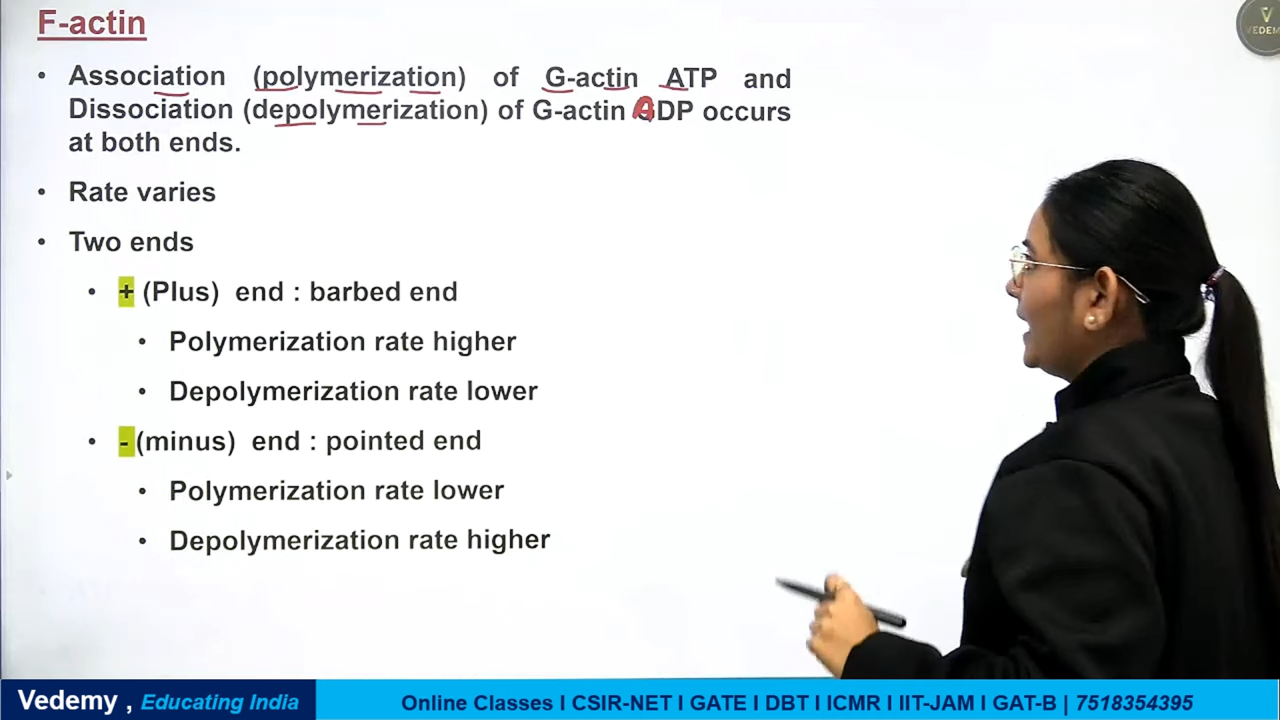 F-actin
V
VEDEM
• Association (polymerization) of G-actin ATP and
Dissociation (depolymerization) of G-actin ADP occurs
at both ends.
• Rate varies
• Two ends
• + (Plus) end : barbed end
• Polymerization rate higher
• Depolymerization rate lower
• - (minus) end : pointed end
• Polymerization rate lower
• Depolymerization rate higher
Vedemy , Educating India
Online Classes I CSIR-NET I GATE I DBT I ICMR I IIT-JAM I GAT-B | 7518354395